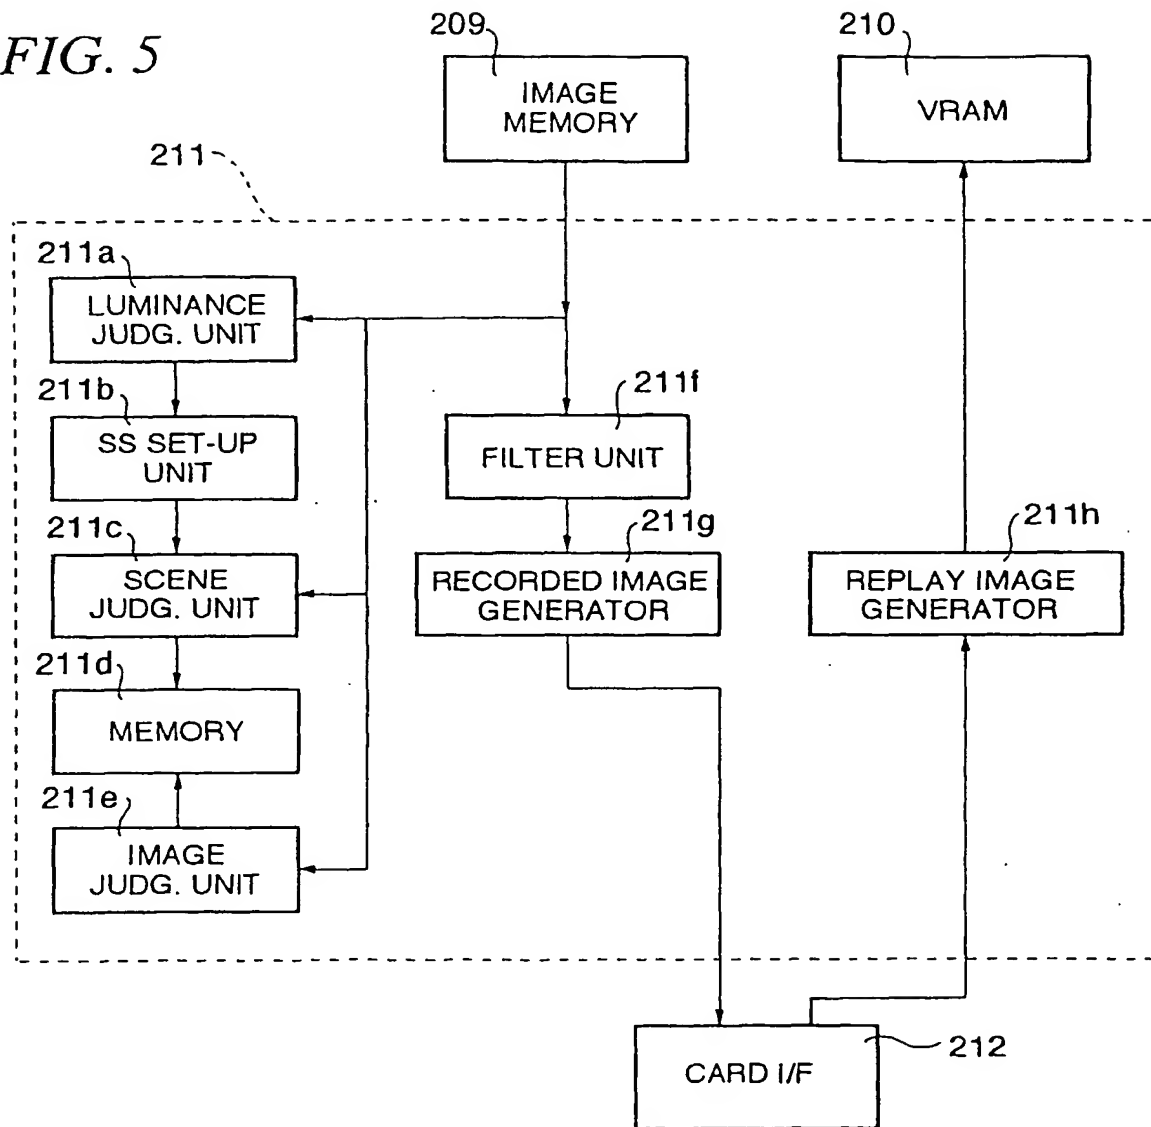 FIG. 5
209
IMAGE
MEMORY
210
VRAM
211
211a
LUMINANCE
JUDG. UNIT
211b
SS SET-UP
UNIT
211c
SCENE
JUDG. UNIT
211d
MEMORY
211e
IMAGE
JUDG. UNIT
211f
FILTER UNIT
211g
RECORDED IMAGE
GENERATOR
211h
REPLAY IMAGE
GENERATOR
212
CARD I/F